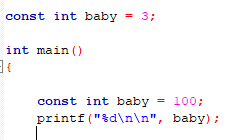 const int baby = 3;
int main()
{
const int baby = 100;
printf("%d\n\n", baby);